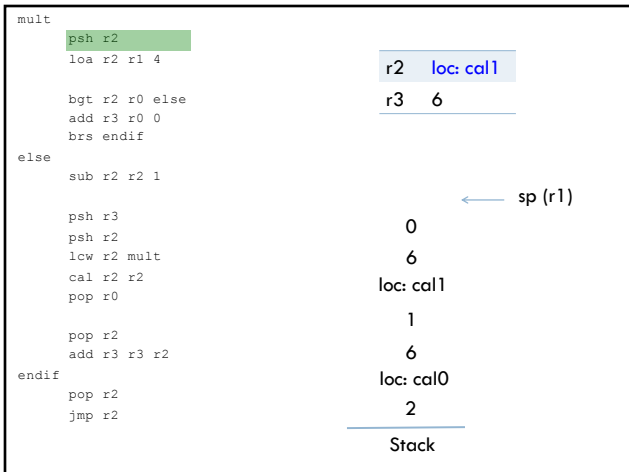 mult
psh r2
loa r2 r1 4
bgt r2 r0 else
add r3 r0 0
brs endif
else
sub r2 r2 1
psh r3
psh r2
lcw r2 mult
cal r2 r2
pop r0
pop r2
add r3 r3 r2
endif
pop r2
jmp r2
r2 loc: cal1
r3 6
sp (r1)
0
6
loc: cal1
1
6
loc: cal0
2
Stack